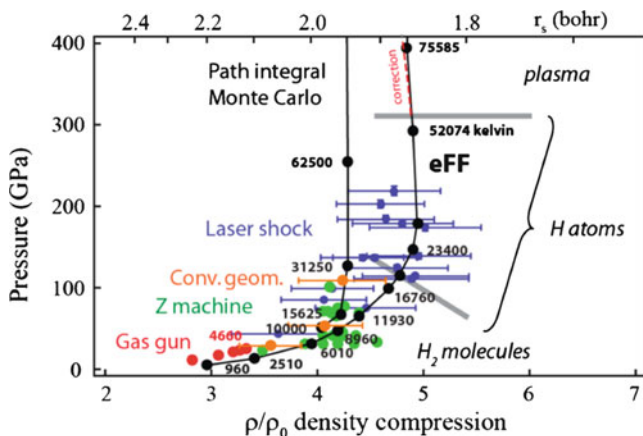 2.4 2.2 2.0 1.8 r_s (bohr)
400
300
200
100
0
Pressure (GPa)
75585
plasma
Path integral
Monte Carlo
correction
52074 kelvin
62500
eFF
H atoms
Laser shock
23400
31250
Conv. geom.
16760
Z machine
15625
11930
10000
8960
Gas gun
4600
6010
H₂ molecules
2510
960
2 3 4 5 6 7
ρ/ρ₀ density compression